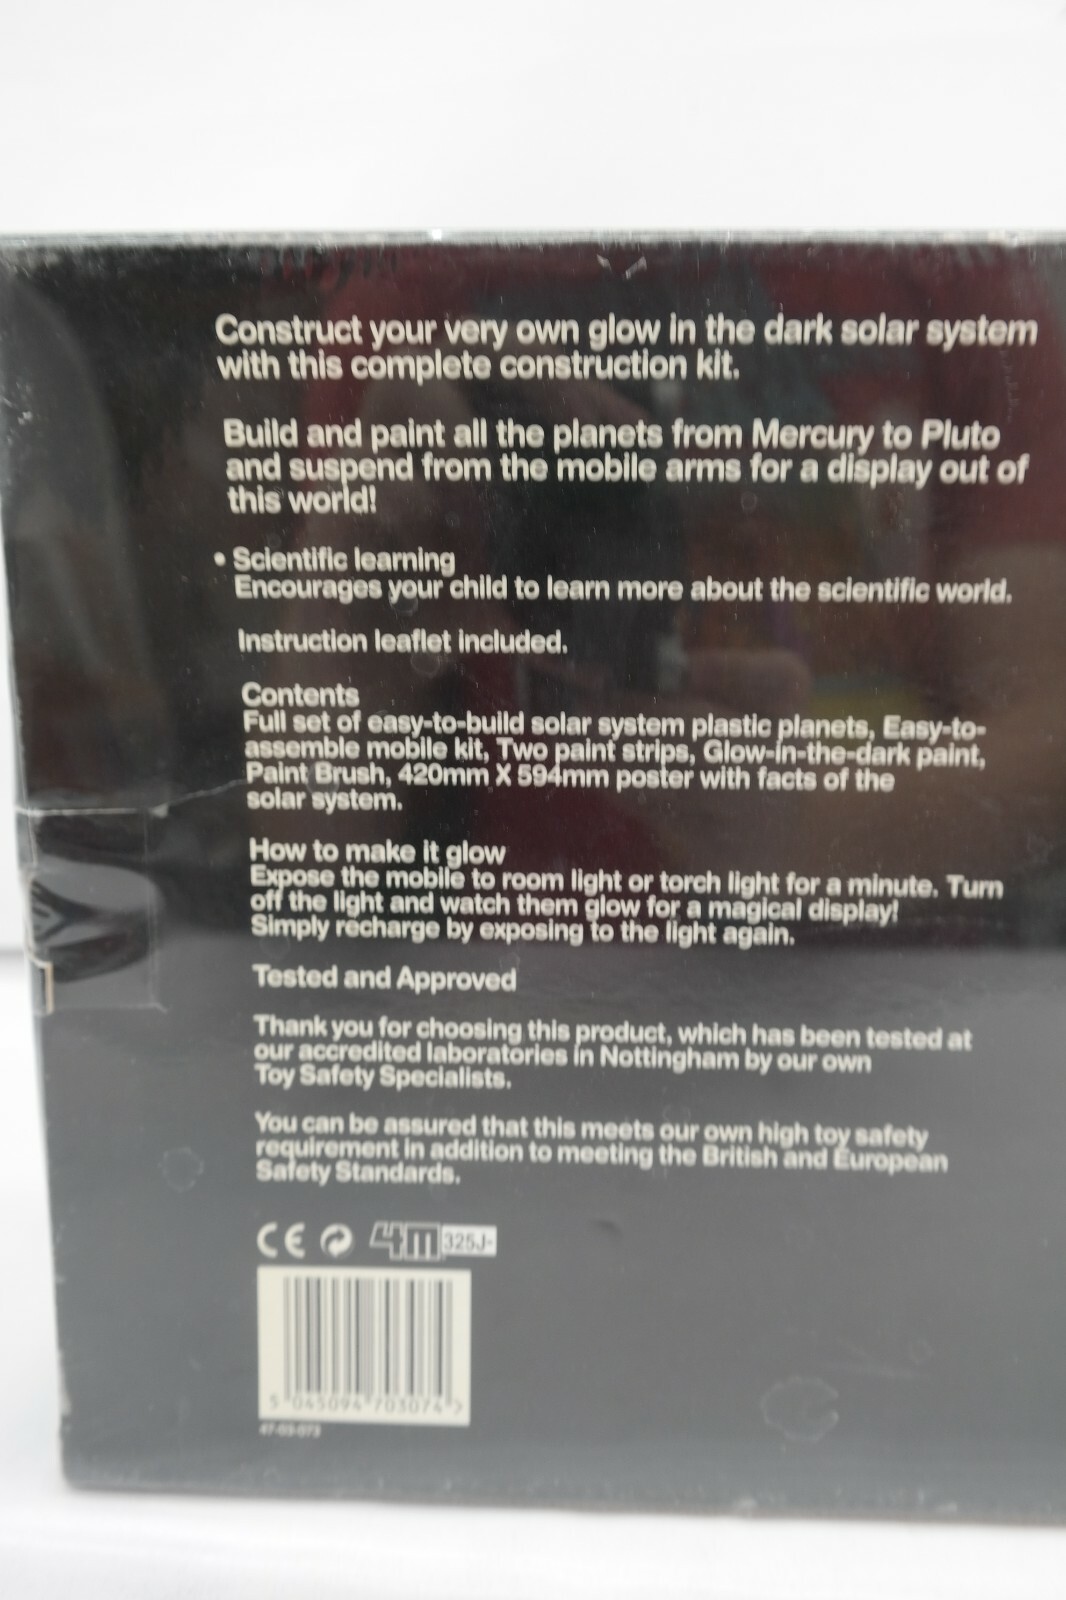 Construct your very own glow in the dark solar system
with this complete construction kit.
Build and paint all the planets from Mercury to Pluto
and suspend from the mobile arms for a display out of
this world!
• Scientific learning
Encourages your child to learn more about the scientific world.
Instruction leaflet included.
Contents
Full set of easy-to-build solar system plastic planets, Easy-to-
assemble mobile kit, Two paint strips, Glow-in-the-dark paint,
Paint Brush, 420mm X 594mm poster with facts of the
solar system.
How to make it glow
Expose the mobile to room light or torch light for a minute. Turn
off the light and watch them glow for a magical display!
Simply recharge by exposing to the light again.
Tested and Approved
Thank you for choosing this product, which has been tested at
our accredited laboratories in Nottingham by our own
Toy Safety Specialists.
You can be assured that this meets our own high toy safety
requirement in addition to meeting the British and European
Safety Standards.
CE 4m 325J-
5 045094 703074 >
47-03-073